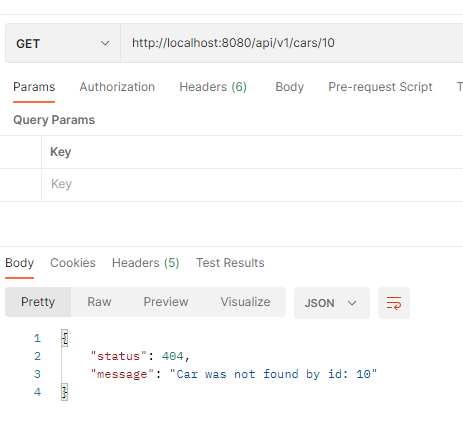 GET http://localhost:8080/api/v1/cars/10
Params Authorization Headers (6) Body Pre-request Script T
Query Params
Key
Key
Body Cookies Headers (5) Test Results
Pretty Raw Preview Visualize JSON
1 {
2 "status": 404,
3 "message": "Car was not found by id: 10"
4 }